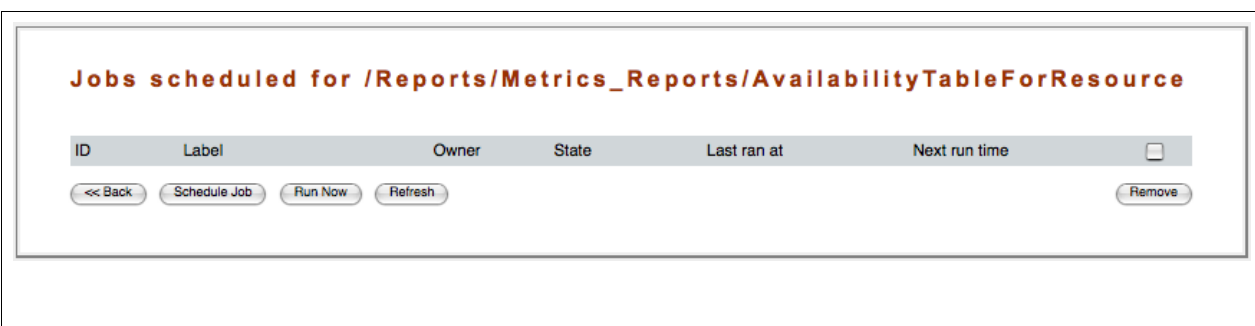 Jobs scheduled for /Reports/Metrics_Reports/AvailabilityTableForResource
ID Label Owner State Last ran at Next run time
<< Back Schedule Job Run Now Refresh Remove